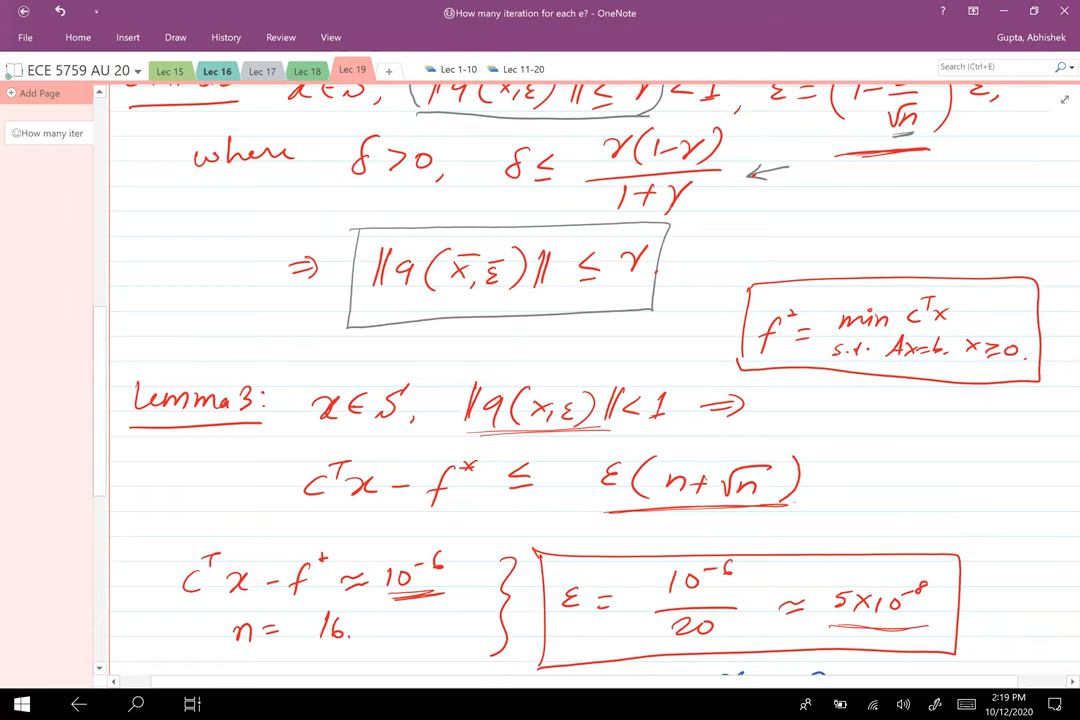 How many iteration for each e? - OneNote
Gupta, Abhishek
File Home Insert Draw History Review View
ECE 5759 AU 20 Lec 15 Lec 16 Lec 17 Lec 18 Lec 19 + Lec 1-10 Lec 11-20 Search (Ctrl+E)
Add Page
How many iter
x∈S, ||q(x,ε)|| ≤ γ < 1, ε̄ = (1 - δ/√n) ε,
where δ>0, δ ≤ γ(1-γ)/(1+γ) ←
⇒ ||q(x̄,ε̄)|| ≤ γ.
f* = min cᵀx
s.t. Ax=b, x≥0.
Lemma 3: x∈S, ||q(x,ε)||<1 ⇒
cᵀx - f* ≤ ε(n+√n)
cᵀx - f* ≈ 10⁻⁶
n = 16.
ε = 10⁻⁶/20 ≈ 5×10⁻⁸
2:19 PM
10/12/2020